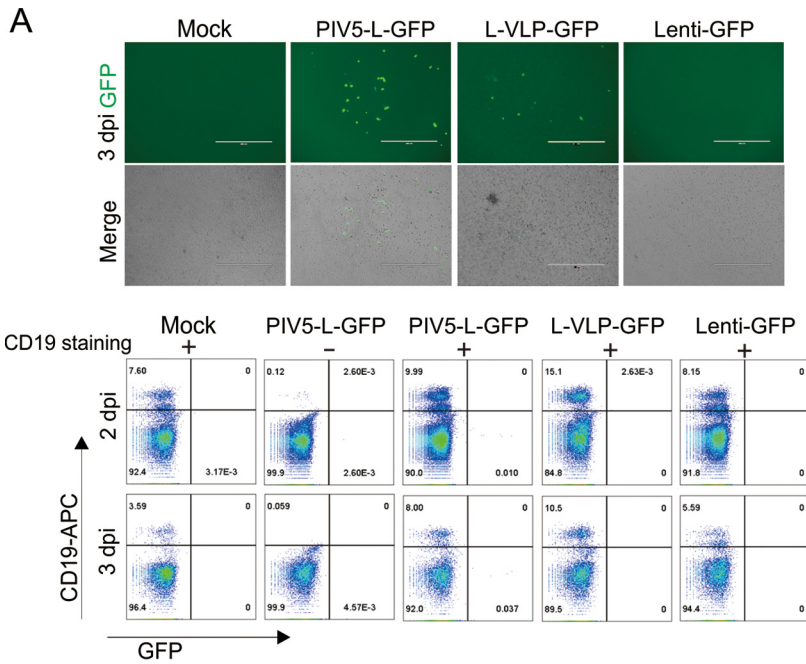 A
Mock PIV5-L-GFP L-VLP-GFP Lenti-GFP
3 dpi GFP
Merge
Mock PIV5-L-GFP PIV5-L-GFP L-VLP-GFP Lenti-GFP
CD19 staining + − + + +
2 dpi
7.60 0 0.12 2.60E-3 9.99 0 15.1 2.63E-3 8.15 0
92.4 3.17E-3 99.9 2.60E-3 90.0 0.010 84.8 0 91.8 0
3 dpi
3.59 0 0.059 0 8.00 0 10.5 0 5.59 0
96.4 0 99.9 4.57E-3 92.0 0.037 89.5 0 94.4 0
CD19-APC
GFP